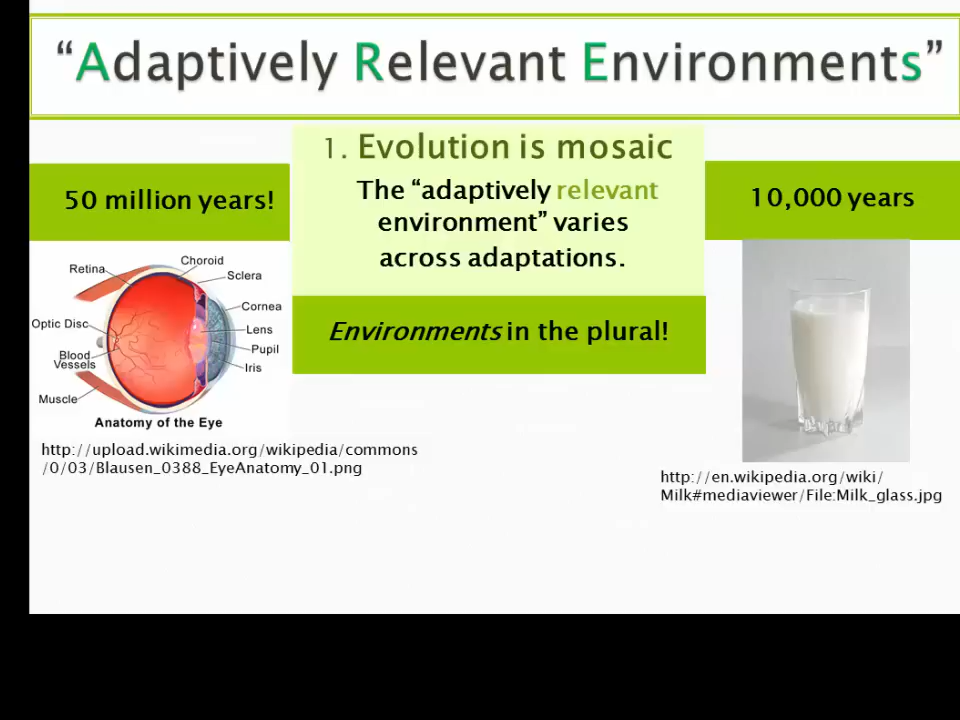 “Adaptively Relevant Environments”
1. Evolution is mosaic
50 million years!
The “adaptively relevant
environment” varies
across adaptations.
10,000 years
Environments in the plural!
Choroid
Retina
Sclera
Cornea
Optic Disc
Lens
Pupil
Blood
Vessels
Iris
Muscle
Anatomy of the Eye
http://upload.wikimedia.org/wikipedia/commons
/0/03/Blausen_0388_EyeAnatomy_01.png
http://en.wikipedia.org/wiki/
Milk#mediaviewer/File:Milk_glass.jpg